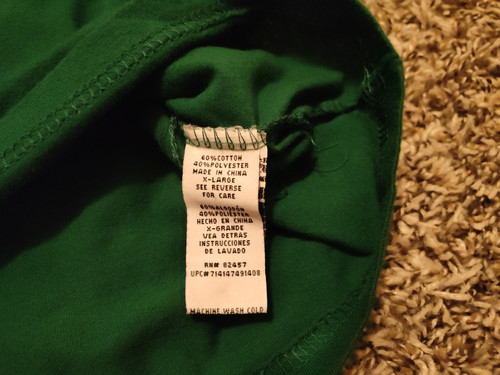 60%COTTON
40%POLYESTER
MADE IN CHINA
X-LARGE
SEE REVERSE
FOR CARE
60%ALGODÓN
40%POLIÉSTER
HECHO EN CHINA
X-GRANDE
VEA DETRAS
INSTRUCCIONES
DE LAVADO
RN# 82457
UPC#714147491408
MACHINE WASH COLD